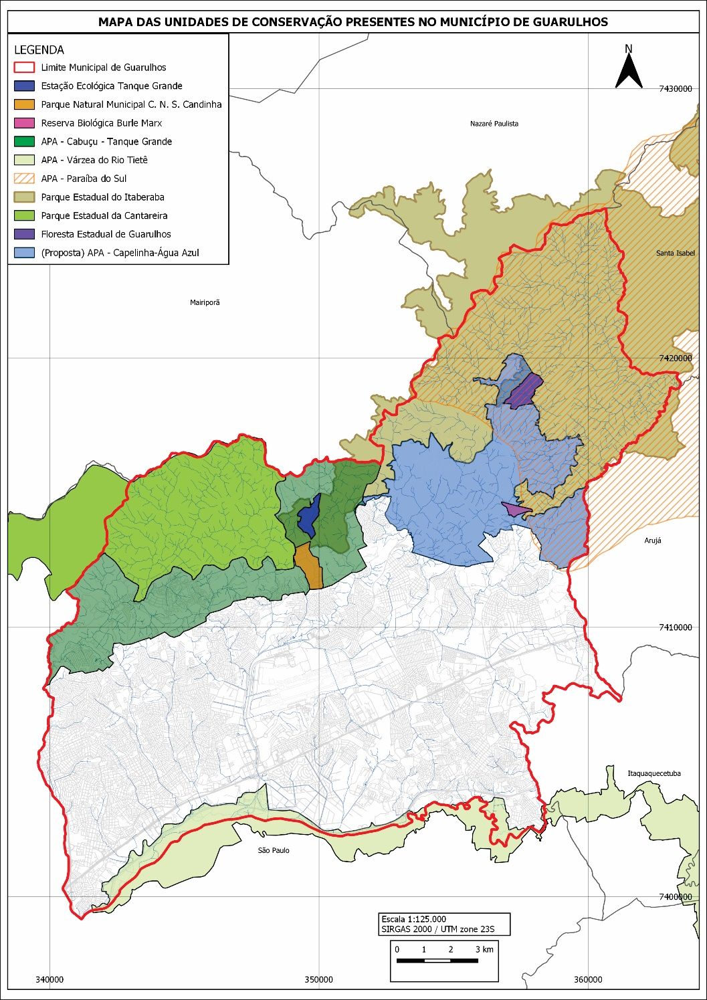 MAPA DAS UNIDADES DE CONSERVAÇÃO PRESENTES NO MUNICÍPIO DE GUARULHOS
LEGENDA
Limite Municipal de Guarulhos
Estação Ecológica Tanque Grande
Parque Natural Municipal C. N. S. Candinha
Reserva Biológica Burle Marx
APA - Cabuçu - Tanque Grande
APA - Várzea do Rio Tietê
APA - Paraíba do Sul
Parque Estadual do Itaberaba
Parque Estadual da Cantareira
Floresta Estadual de Guarulhos
(Proposta) APA - Capelinha-Água Azul
N
7430000
Nazaré Paulista
Santa Isabel
Mairiporã
7420000
Arujá
7410000
Itaquaquecetuba
São Paulo
7400000
Escala 1:125.000
SIRGAS 2000 / UTM zone 23S
0 1 2 3 km
340000 350000 360000